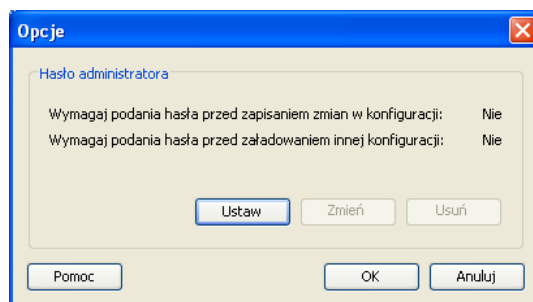 Opcje
Hasło administratora
Wymagaj podania hasła przed zapisaniem zmian w konfiguracji: Nie
Wymagaj podania hasła przed załadowaniem innej konfiguracji: Nie
Ustaw Zmień Usuń
Pomoc OK Anuluj